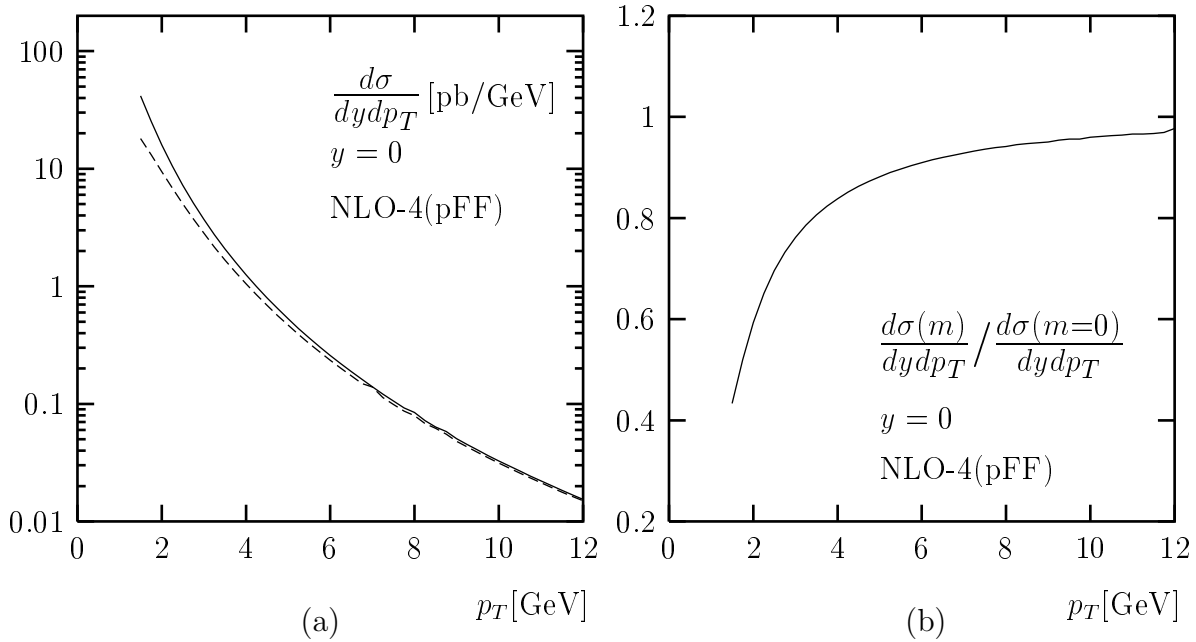 100
10
1
0.1
0.01
0 2 4 6 8 10 12
dσ/dydp_T [pb/GeV]
y = 0
NLO-4(pFF)
p_T[GeV]
(a)
1.2
1
0.8
0.6
0.4
0.2
0 2 4 6 8 10 12
dσ(m)/dydp_T / dσ(m=0)/dydp_T
y = 0
NLO-4(pFF)
p_T[GeV]
(b)